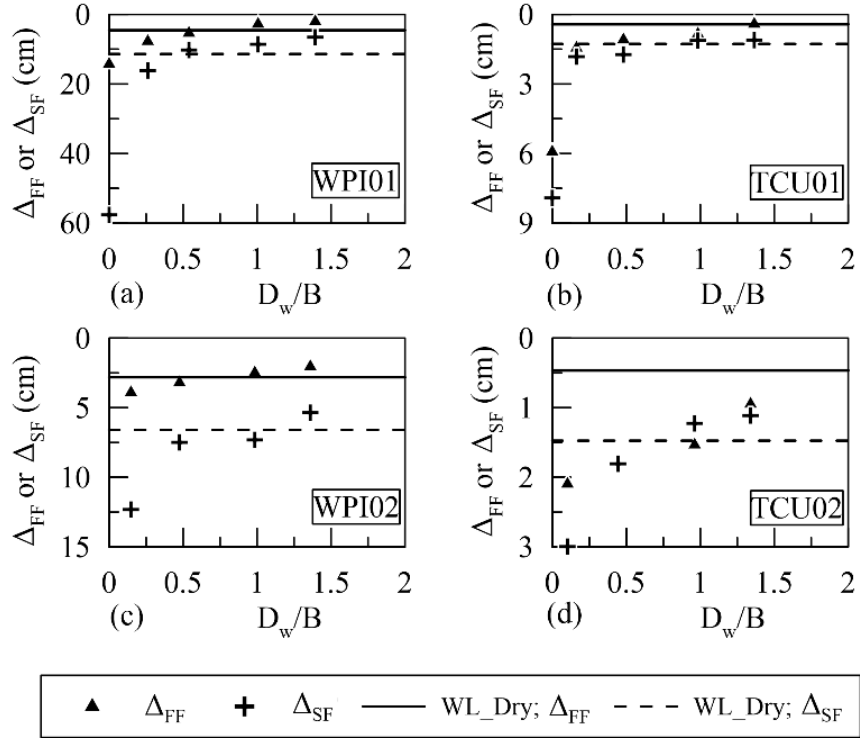 0
20
40
60
Δ_FF or Δ_SF (cm)
WPI01
0 0.5 1 1.5 2
(a) D_w/B
0
3
6
9
Δ_FF or Δ_SF (cm)
TCU01
0 0.5 1 1.5 2
(b) D_w/B
0
5
10
15
Δ_FF or Δ_SF (cm)
WPI02
0 0.5 1 1.5 2
(c) D_w/B
0
1
2
3
Δ_FF or Δ_SF (cm)
TCU02
0 0.5 1 1.5 2
(d) D_w/B
Δ_FF Δ_SF WL_Dry; Δ_FF WL_Dry; Δ_SF